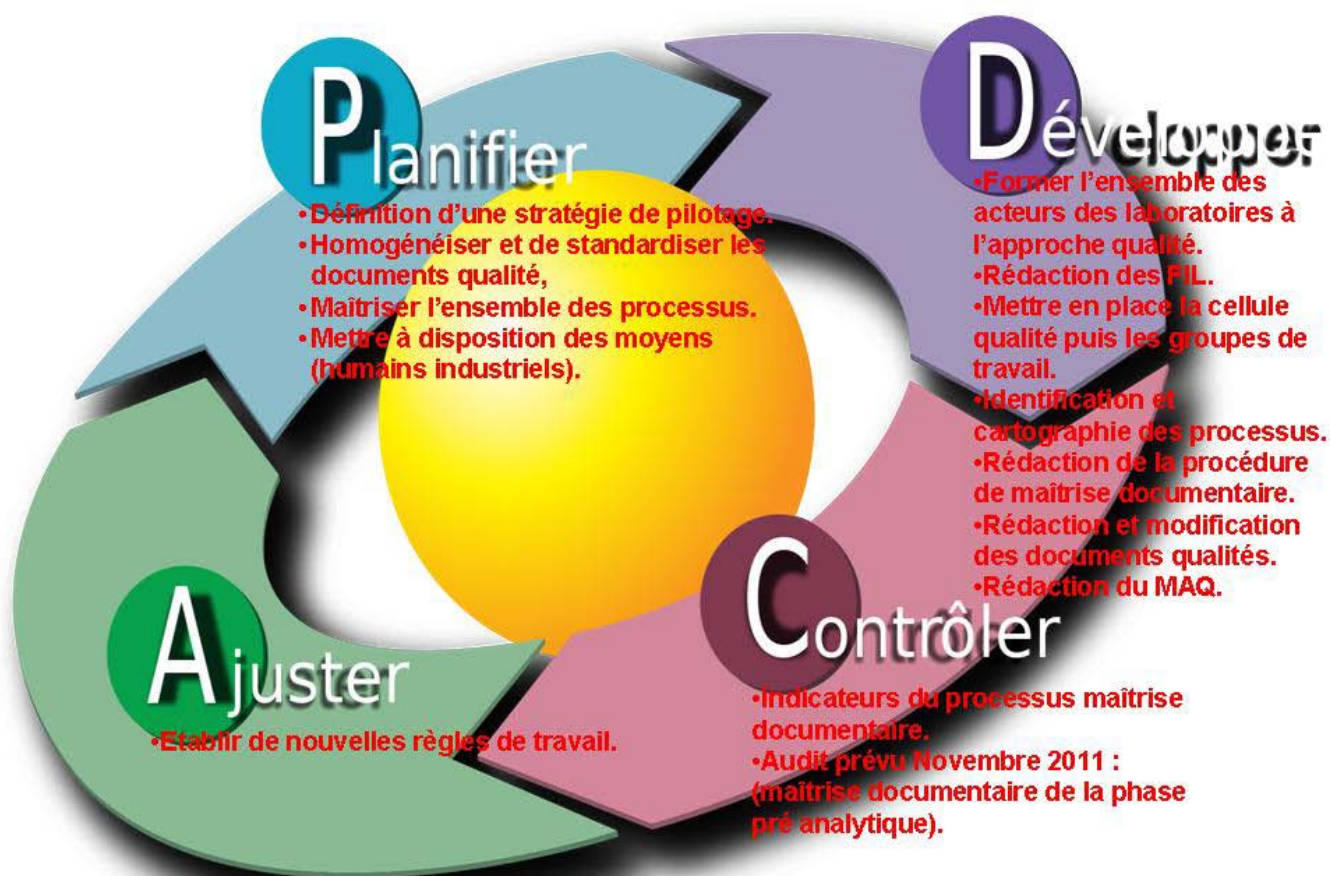 Planifier
•Définition d'une stratégie de pilotage.
•Homogénéiser et de standardiser les
documents qualité,
•Maîtriser l'ensemble des processus.
•Mettre à disposition des moyens
(humains industriels).
Développer
•Former l'ensemble des
acteurs des laboratoires à
l'approche qualité.
•Rédaction des FIL.
•Mettre en place la cellule
qualité puis les groupes de
travail.
•Identification et
cartographie des processus.
•Rédaction de la procédure
de maîtrise documentaire.
•Rédaction et modification
des documents qualités.
•Rédaction du MAQ.
Contrôler
•Indicateurs du processus maîtrise
documentaire.
•Audit prévu Novembre 2011 :
(maîtrise documentaire de la phase
pré analytique).
Ajuster
•Etablir de nouvelles règles de travail.